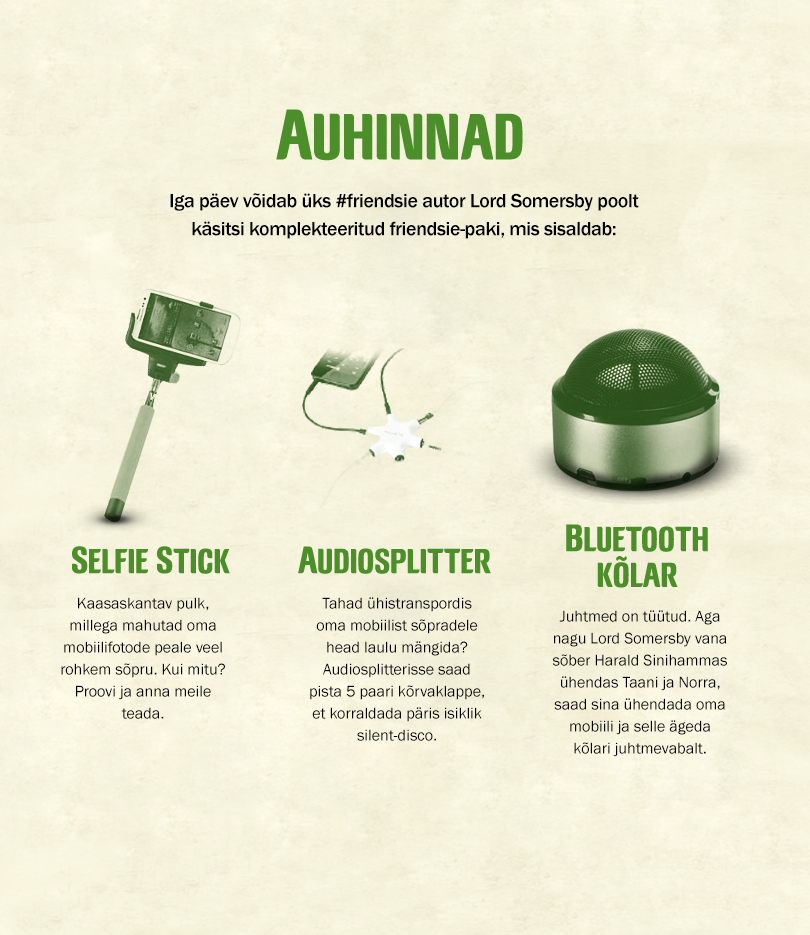 AUHINNAD
Iga päev võidab üks #friendsie autor Lord Somersby poolt
käsitsi komplekteeritud friendsie-paki, mis sisaldab:
SELFIE STICK
Kaasaskantav pulk,
millega mahutad oma
mobiilifotode peale veel
rohkem sõpru. Kui mitu?
Proovi ja anna meile
teada.
AUDIOSPLITTER
Tahad ühistranspordis
oma mobiilist sõpradele
head laulu mängida?
Audiosplitterisse saad
pista 5 paari kõrvaklappe,
et korraldada päris isiklik
silent-disco.
BLUETOOTH
KÕLAR
Juhtmed on tüütud. Aga
nagu Lord Somersby vana
sõber Harald Sinihammas
ühendas Taani ja Norra,
saad sina ühendada oma
mobiili ja selle ägeda
kõlari juhtmevabalt.